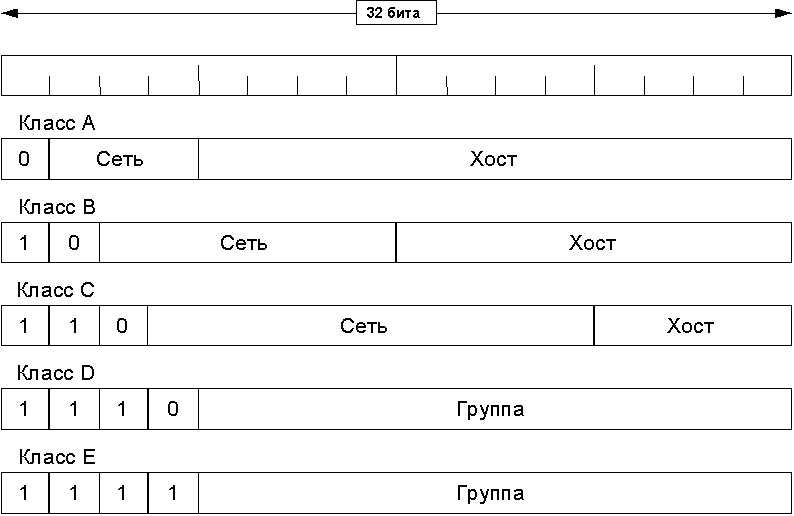 32 бита
Класс A
0 Сеть Хост
Класс B
1 0 Сеть Хост
Класс C
1 1 0 Сеть Хост
Класс D
1 1 1 0 Группа
Класс E
1 1 1 1 Группа